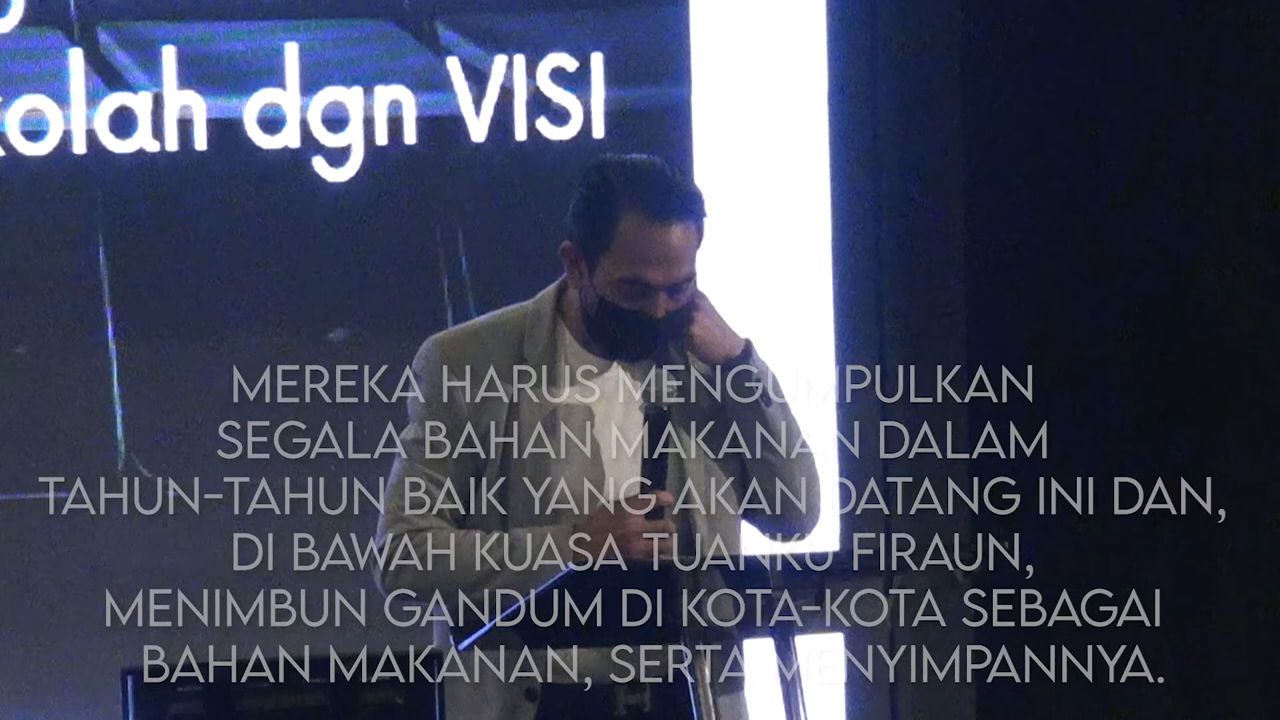 dgn VISI
MEREKA HARUS MENGUMPULKAN
SEGALA BAHAN MAKANAN DALAM
TAHUN-TAHUN BAIK YANG AKAN DATANG INI DAN,
DI BAWAH KUASA TUANKU FIRAUN,
MENIMBUN GANDUM DI KOTA-KOTA SEBAGAI
BAHAN MAKANAN, SERTA MENYIMPANNYA.